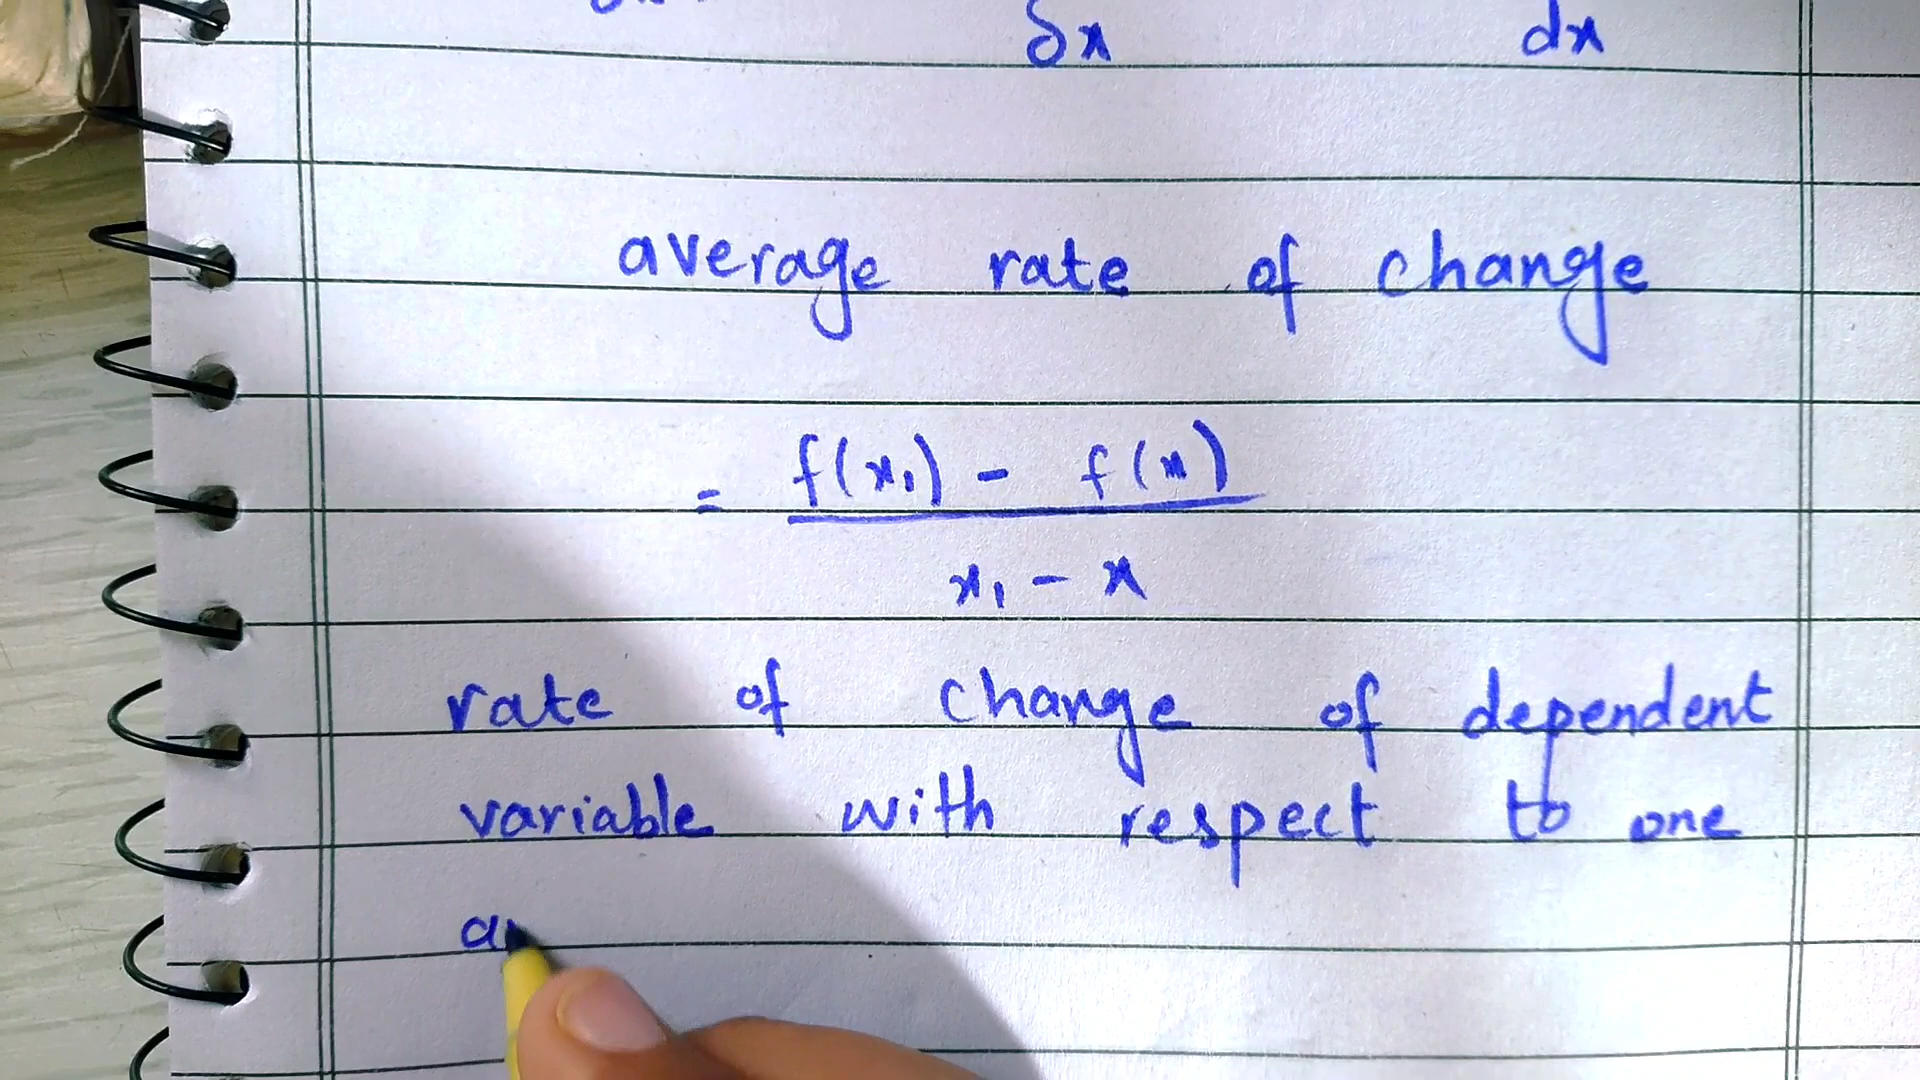 δx dx
average rate of change
= f(x₁) - f(x)
x₁ - x
rate of change of dependent
variable with respect to one